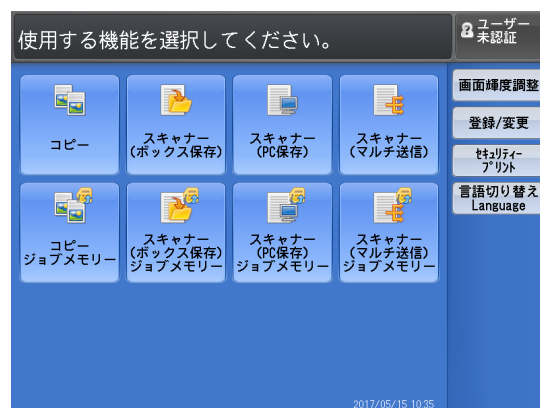 使用する機能を選択してください。
ユーザー
未認証
コピー
スキャナー
(ボックス保存)
スキャナー
(PC保存)
スキャナー
(マルチ送信)
コピー
ジョブメモリー
スキャナー
(ボックス保存)
ジョブメモリー
スキャナー
(PC保存)
ジョブメモリー
スキャナー
(マルチ送信)
ジョブメモリー
画面輝度調整
登録/変更
ｾｷｭﾘﾃｨｰ
ﾌﾟﾘﾝﾄ
言語切り替え
Language
2017/05/15 10:35